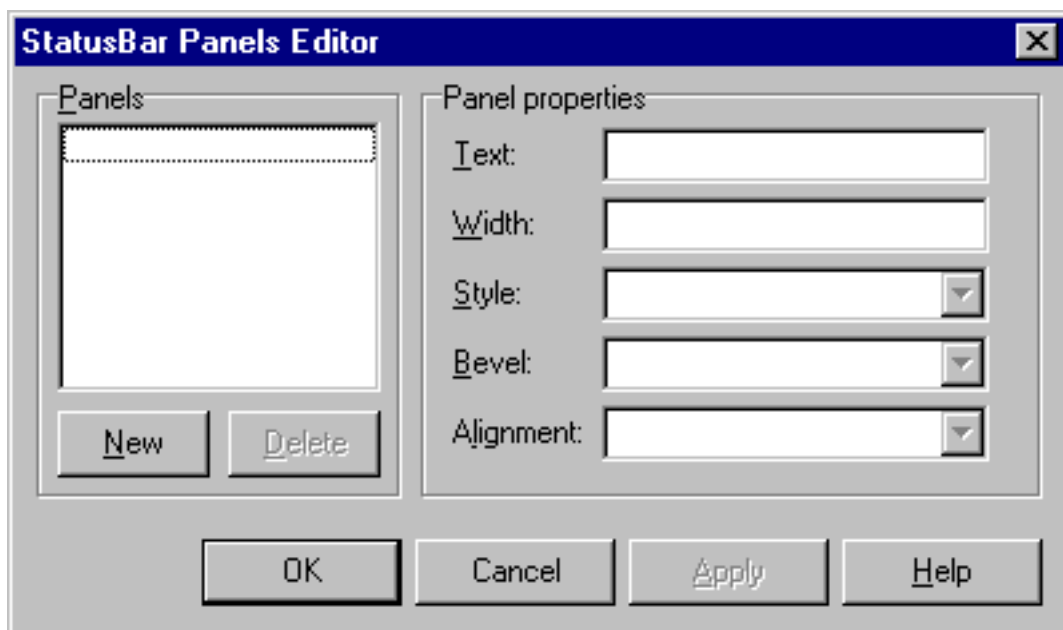 StatusBar Panels Editor
Panels
New
Delete
Panel properties
Text:
Width:
Style:
Bevel:
Alignment:
OK
Cancel
Apply
Help